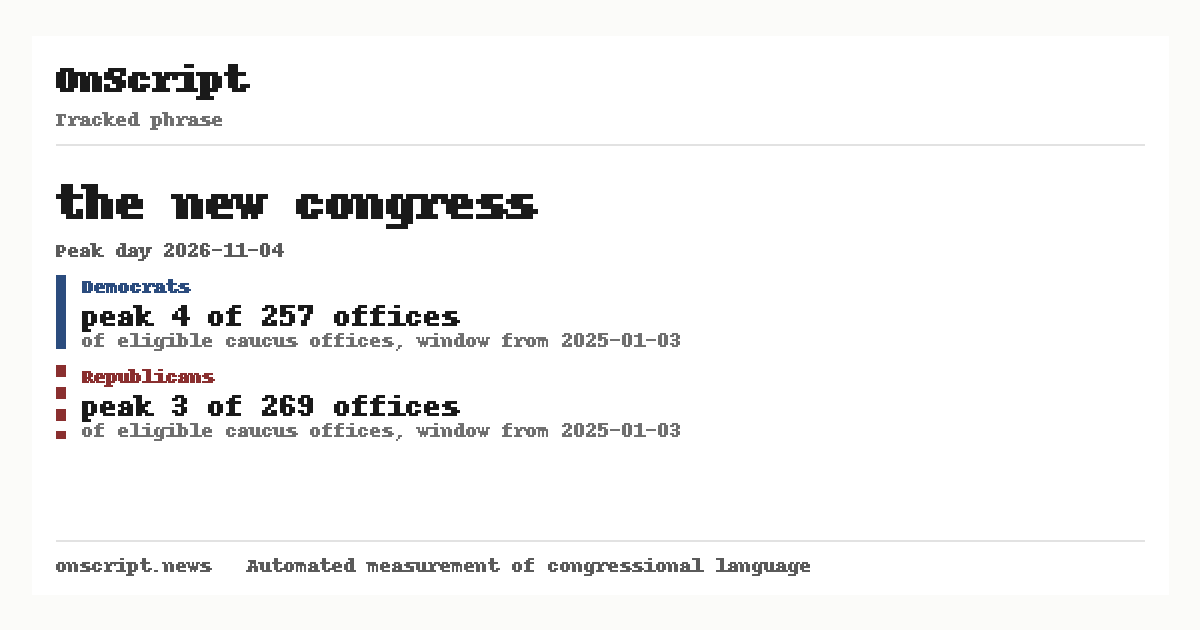 OnScript
Tracked phrase
the new congress
Peak day 2026-11-04
Democrats
peak 4 of 257 offices
of eligible caucus offices, window from 2025-01-03
Republicans
peak 3 of 269 offices
of eligible caucus offices, window from 2025-01-03
onscript.news Automated measurement of congressional language